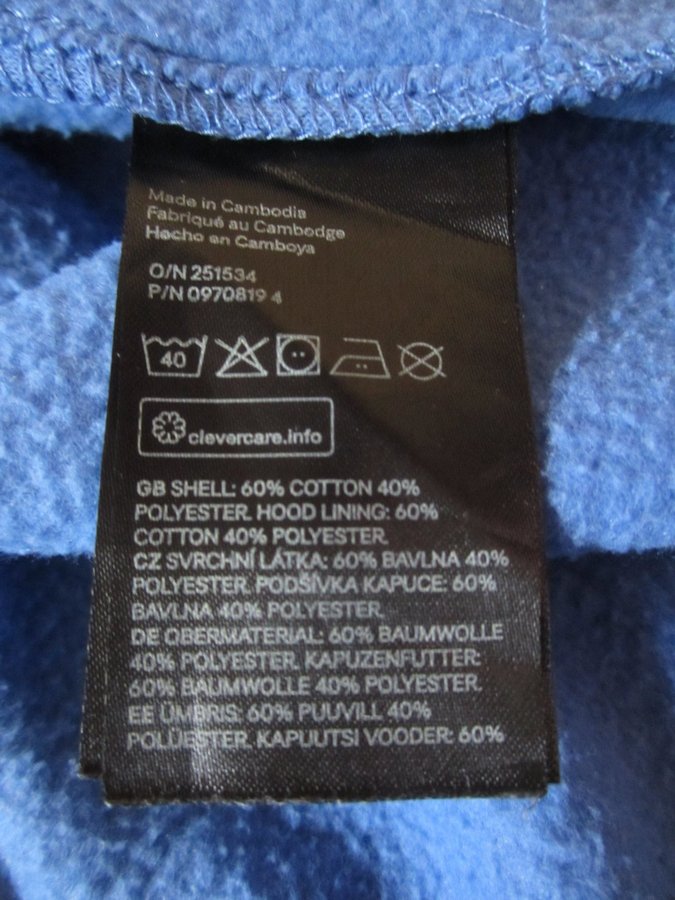 Made in Cambodia
Fabriqué au Cambodge
Hecho en Camboya
O/N 251534
P/N 0970819 4
40
clevercare.info
GB SHELL: 60% COTTON 40%
POLYESTER. HOOD LINING: 60%
COTTON 40% POLYESTER.
CZ SVRCHNÍ LÁTKA: 60% BAVLNA 40%
POLYESTER. PODŠÍVKA KAPUCE: 60%
BAVLNA 40% POLYESTER.
DE OBERMATERIAL: 60% BAUMWOLLE
40% POLYESTER. KAPUZENFUTTER:
60% BAUMWOLLE 40% POLYESTER.
EE ÜMBRIS: 60% PUUVILL 40%
POLÜESTER. KAPUUTSI VOODER: 60%